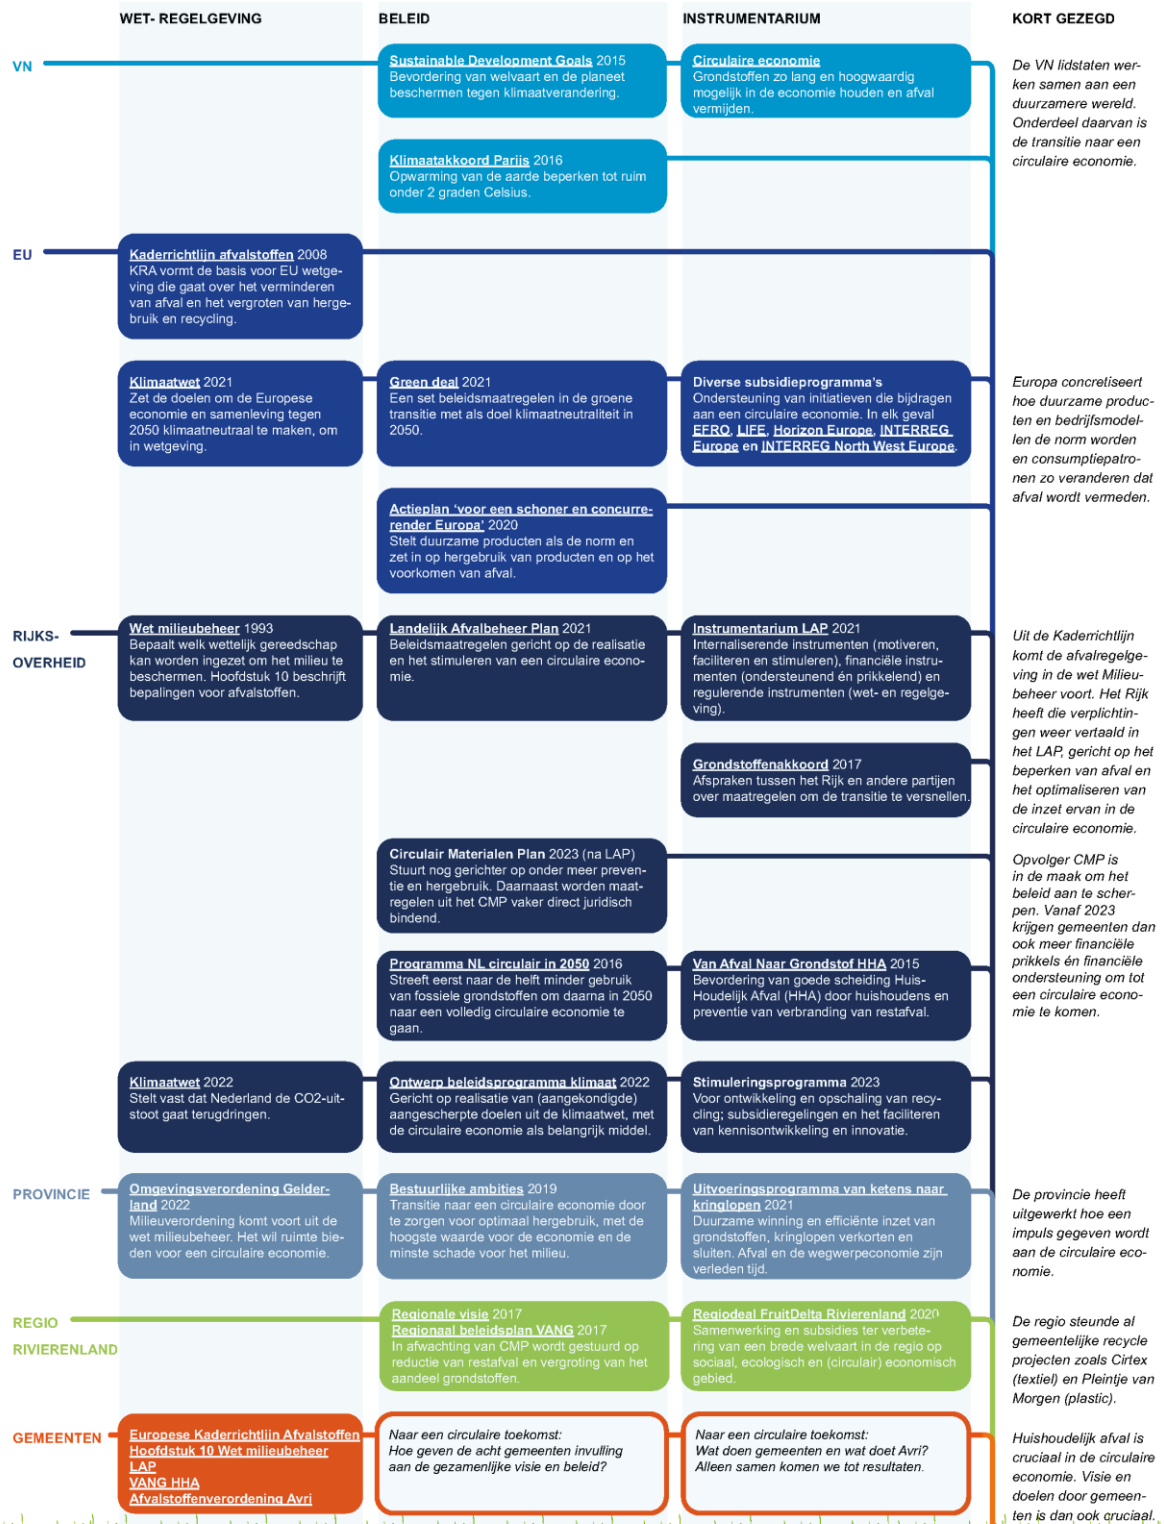 WET- REGELGEVING
BELEID
INSTRUMENTARIUM
KORT GEZEGD
VN
Sustainable Development Goals 2015
Bevordering van welvaart en de planeet
beschermen tegen klimaatverandering.
Circulaire economie
Grondstoffen zo lang en hoogwaardig
mogelijk in de economie houden en afval
vermijden.
De VN lidstaten wer-
ken samen aan een
duurzamere wereld.
Onderdeel daarvan is
de transitie naar een
circulaire economie.
Klimaatakkoord Parijs 2016
Opwarming van de aarde beperken tot ruim
onder 2 graden Celsius.
EU
Kaderrichtlijn afvalstoffen 2008
KRA vormt de basis voor EU wetge-
ving die gaat over het verminderen
van afval en het vergroten van herge-
bruik en recycling.
Klimaatwet 2021
Zet de doelen om de Europese
economie en samenleving tegen
2050 klimaatneutraal te maken, om
in wetgeving.
Green deal 2021
Een set beleidsmaatregelen in de groene
transitie met als doel klimaatneutraliteit in
2050.
Diverse subsidieprogramma's
Ondersteuning van initiatieven die bijdragen
aan een circulaire economie. In elk geval
EFRO, LIFE, Horizon Europe, INTERREG
Europe en INTERREG North West Europe.
Europa concretiseert
hoe duurzame produc-
ten en bedrijfsmodel-
len de norm worden
en consumptiepatro-
nen zo veranderen dat
afval wordt vermeden.
Actieplan ‘voor een schoner en concurre-
render Europa’ 2020
Stelt duurzame producten als de norm en
zet in op hergebruik van producten en op het
voorkomen van afval.
RIJKS-
OVERHEID
Wet milieubeheer 1993
Bepaalt welk wettelijk gereedschap
kan worden ingezet om het milieu te
beschermen. Hoofdstuk 10 beschrijft
bepalingen voor afvalstoffen.
Landelijk Afvalbeheer Plan 2021
Beleidsmaatregelen gericht op de realisatie
en het stimuleren van een circulaire econo-
mie.
Instrumentarium LAP 2021
Internaliserende instrumenten (motiveren,
faciliteren en stimuleren), financiële instru-
menten (ondersteunend én prikkelend) en
regulerende instrumenten (wet- en regelge-
ving).
Uit de Kaderrichtlijn
komt de afvalregelge-
ving in de wet Milieu-
beheer voort. Het Rijk
heeft die verplichtin-
gen weer vertaald in
het LAP, gericht op het
beperken van afval en
het optimaliseren van
de inzet ervan in de
circulaire economie.
Grondstoffenakkoord 2017
Afspraken tussen het Rijk en andere partijen
over maatregelen om de transitie te versnellen.
Circulair Materialen Plan 2023 (na LAP)
Stuurt nog gerichter op onder meer preven-
tie en hergebruik. Daarnaast worden maat-
regelen uit het CMP vaker direct juridisch
bindend.
Opvolger CMP is
in de maak om het
beleid aan te scher-
pen. Vanaf 2023
krijgen gemeenten dan
ook meer financiële
prikkels én financiële
ondersteuning om tot
een circulaire econo-
mie te komen.
Programma NL circulair in 2050 2016
Streeft eerst naar de helft minder gebruik
van fossiele grondstoffen om daarna in 2050
naar een volledig circulaire economie te
gaan.
Van Afval Naar Grondstof HHA 2015
Bevordering van goede scheiding Huis-
Houdelijk Afval (HHA) door huishoudens en
preventie van verbranding van restafval.
Klimaatwet 2022
Stelt vast dat Nederland de CO2-uit-
stoot gaat terugdringen.
Ontwerp beleidsprogramma klimaat 2022
Gericht op realisatie van (aangekondigde)
aangescherpte doelen uit de klimaatwet, met
de circulaire economie als belangrijk middel.
Stimuleringsprogramma 2023
Voor ontwikkeling en opschaling van recy-
cling; subsidieregelingen en het faciliteren
van kennisontwikkeling en innovatie.
PROVINCIE
Omgevingsverordening Gelder-
land 2022
Milieuverordening komt voort uit de
wet milieubeheer. Het wil ruimte bie-
den voor een circulaire economie.
Bestuurlijke ambities 2019
Transitie naar een circulaire economie door
te zorgen voor optimaal hergebruik, met de
hoogste waarde voor de economie en de
minste schade voor het milieu.
Uitvoeringsprogramma van ketens naar
kringlopen 2021
Duurzame winning en efficiënte inzet van
grondstoffen, kringlopen verkorten en
sluiten. Afval en de wegwerpeconomie zijn
verleden tijd.
De provincie heeft
uitgewerkt hoe een
impuls gegeven wordt
aan de circulaire eco-
nomie.
REGIO
RIVIERENLAND
Regionale visie 2017
Regionaal beleidsplan VANG 2017
In afwachting van CMP wordt gestuurd op
reductie van restafval en vergroting van het
aandeel grondstoffen.
Regiodeal FruitDelta Rivierenland 2020
Samenwerking en subsidies ter verbete-
ring van een brede welvaart in de regio op
sociaal, ecologisch en (circulair) economisch
gebied.
De regio steunde al
gemeentelijke recycle
projecten zoals Cirtex
(textiel) en Pleintje van
Morgen (plastic).
GEMEENTEN
Europese Kaderrichtlijn Afvalstoffen
Hoofdstuk 10 Wet milieubeheer
LAP
VANG HHA
Afvalstoffenverordening Avri
Naar een circulaire toekomst:
Hoe geven de acht gemeenten invulling
aan de gezamenlijke visie en beleid?
Naar een circulaire toekomst:
Wat doen gemeenten en wat doet Avri?
Alleen samen komen we tot resultaten.
Huishoudelijk afval is
cruciaal in de circulaire
economie. Visie en
doelen door gemeen-
ten is dan ook cruciaal.